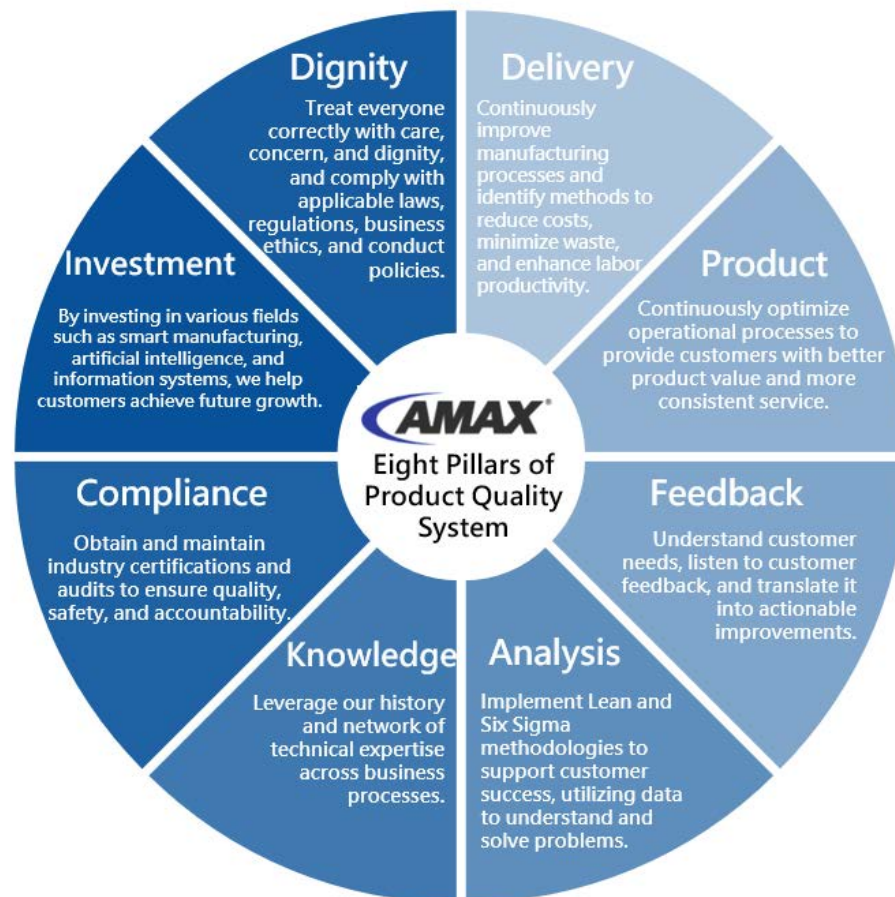 Dignity
Treat everyone
correctly with care,
concern, and dignity,
and comply with
applicable laws,
regulations, business
ethics, and conduct
policies.
Delivery
Continuously
improve
manufacturing
processes and
identify methods to
reduce costs,
minimize waste,
and enhance labor
productivity.
Product
Continuously optimize
operational processes to
provide customers with better
product value and more
consistent service.
Feedback
Understand customer
needs, listen to customer
feedback, and translate it
into actionable
improvements.
Analysis
Implement Lean and
Six Sigma
methodologies to
support customer
success, utilizing data
to understand and
solve problems.
Knowledge
Leverage our history
and network of
technical expertise
across business
processes.
Compliance
Obtain and maintain
industry certifications and
audits to ensure quality,
safety, and accountability.
Investment
By investing in various fields
such as smart manufacturing,
artificial intelligence, and
information systems, we help
customers achieve future growth.
AMAX®
Eight Pillars of
Product Quality
System